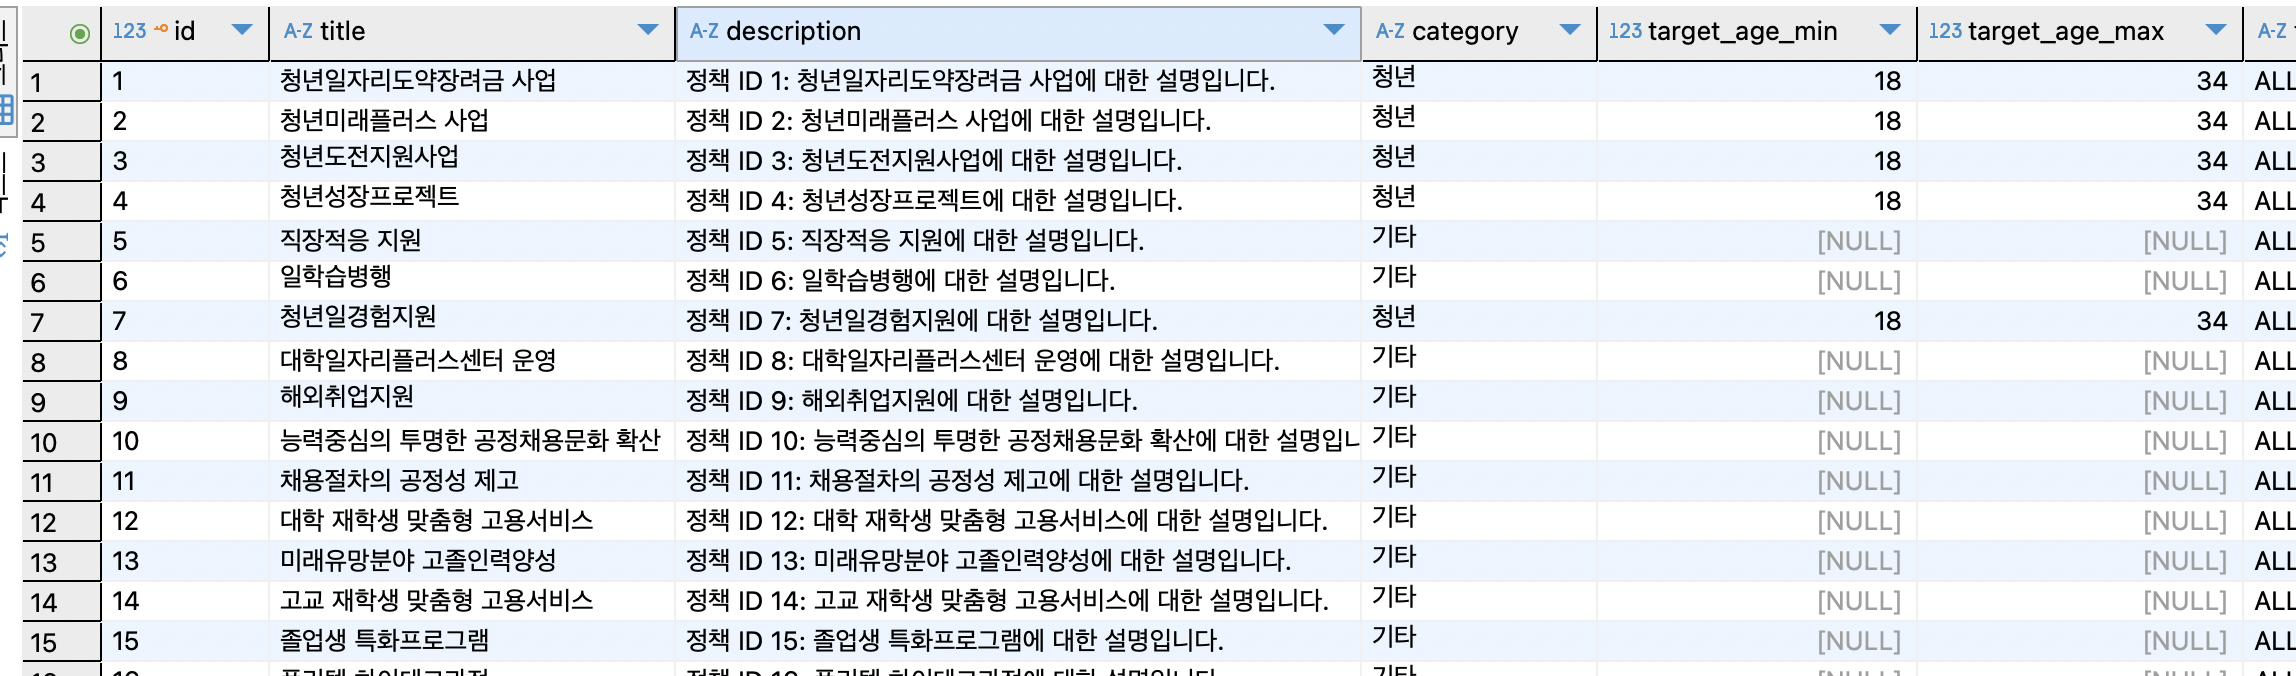 123 id A-Z title A-Z description A-Z category 123 target_age_min 123 target_age_max A-Z
1 1 청년일자리도약장려금 사업 정책 ID 1: 청년일자리도약장려금 사업에 대한 설명입니다. 청년 18 34 ALL
2 2 청년미래플러스 사업 정책 ID 2: 청년미래플러스 사업에 대한 설명입니다. 청년 18 34 ALL
3 3 청년도전지원사업 정책 ID 3: 청년도전지원사업에 대한 설명입니다. 청년 18 34 ALL
4 4 청년성장프로젝트 정책 ID 4: 청년성장프로젝트에 대한 설명입니다. 청년 18 34 ALL
5 5 직장적응 지원 정책 ID 5: 직장적응 지원에 대한 설명입니다. 기타 [NULL] [NULL] ALL
6 6 일학습병행 정책 ID 6: 일학습병행에 대한 설명입니다. 기타 [NULL] [NULL] ALL
7 7 청년일경험지원 정책 ID 7: 청년일경험지원에 대한 설명입니다. 청년 18 34 ALL
8 8 대학일자리플러스센터 운영 정책 ID 8: 대학일자리플러스센터 운영에 대한 설명입니다. 기타 [NULL] [NULL] ALL
9 9 해외취업지원 정책 ID 9: 해외취업지원에 대한 설명입니다. 기타 [NULL] [NULL] ALL
10 10 능력중심의 투명한 공정채용문화 확산 정책 ID 10: 능력중심의 투명한 공정채용문화 확산에 대한 설명입니 기타 [NULL] [NULL] ALL
11 11 채용절차의 공정성 제고 정책 ID 11: 채용절차의 공정성 제고에 대한 설명입니다. 기타 [NULL] [NULL] ALL
12 12 대학 재학생 맞춤형 고용서비스 정책 ID 12: 대학 재학생 맞춤형 고용서비스에 대한 설명입니다. 기타 [NULL] [NULL] ALL
13 13 미래유망분야 고졸인력양성 정책 ID 13: 미래유망분야 고졸인력양성에 대한 설명입니다. 기타 [NULL] [NULL] ALL
14 14 고교 재학생 맞춤형 고용서비스 정책 ID 14: 고교 재학생 맞춤형 고용서비스에 대한 설명입니다. 기타 [NULL] [NULL] ALL
15 15 졸업생 특화프로그램 정책 ID 15: 졸업생 특화프로그램에 대한 설명입니다. 기타 [NULL] [NULL] ALL